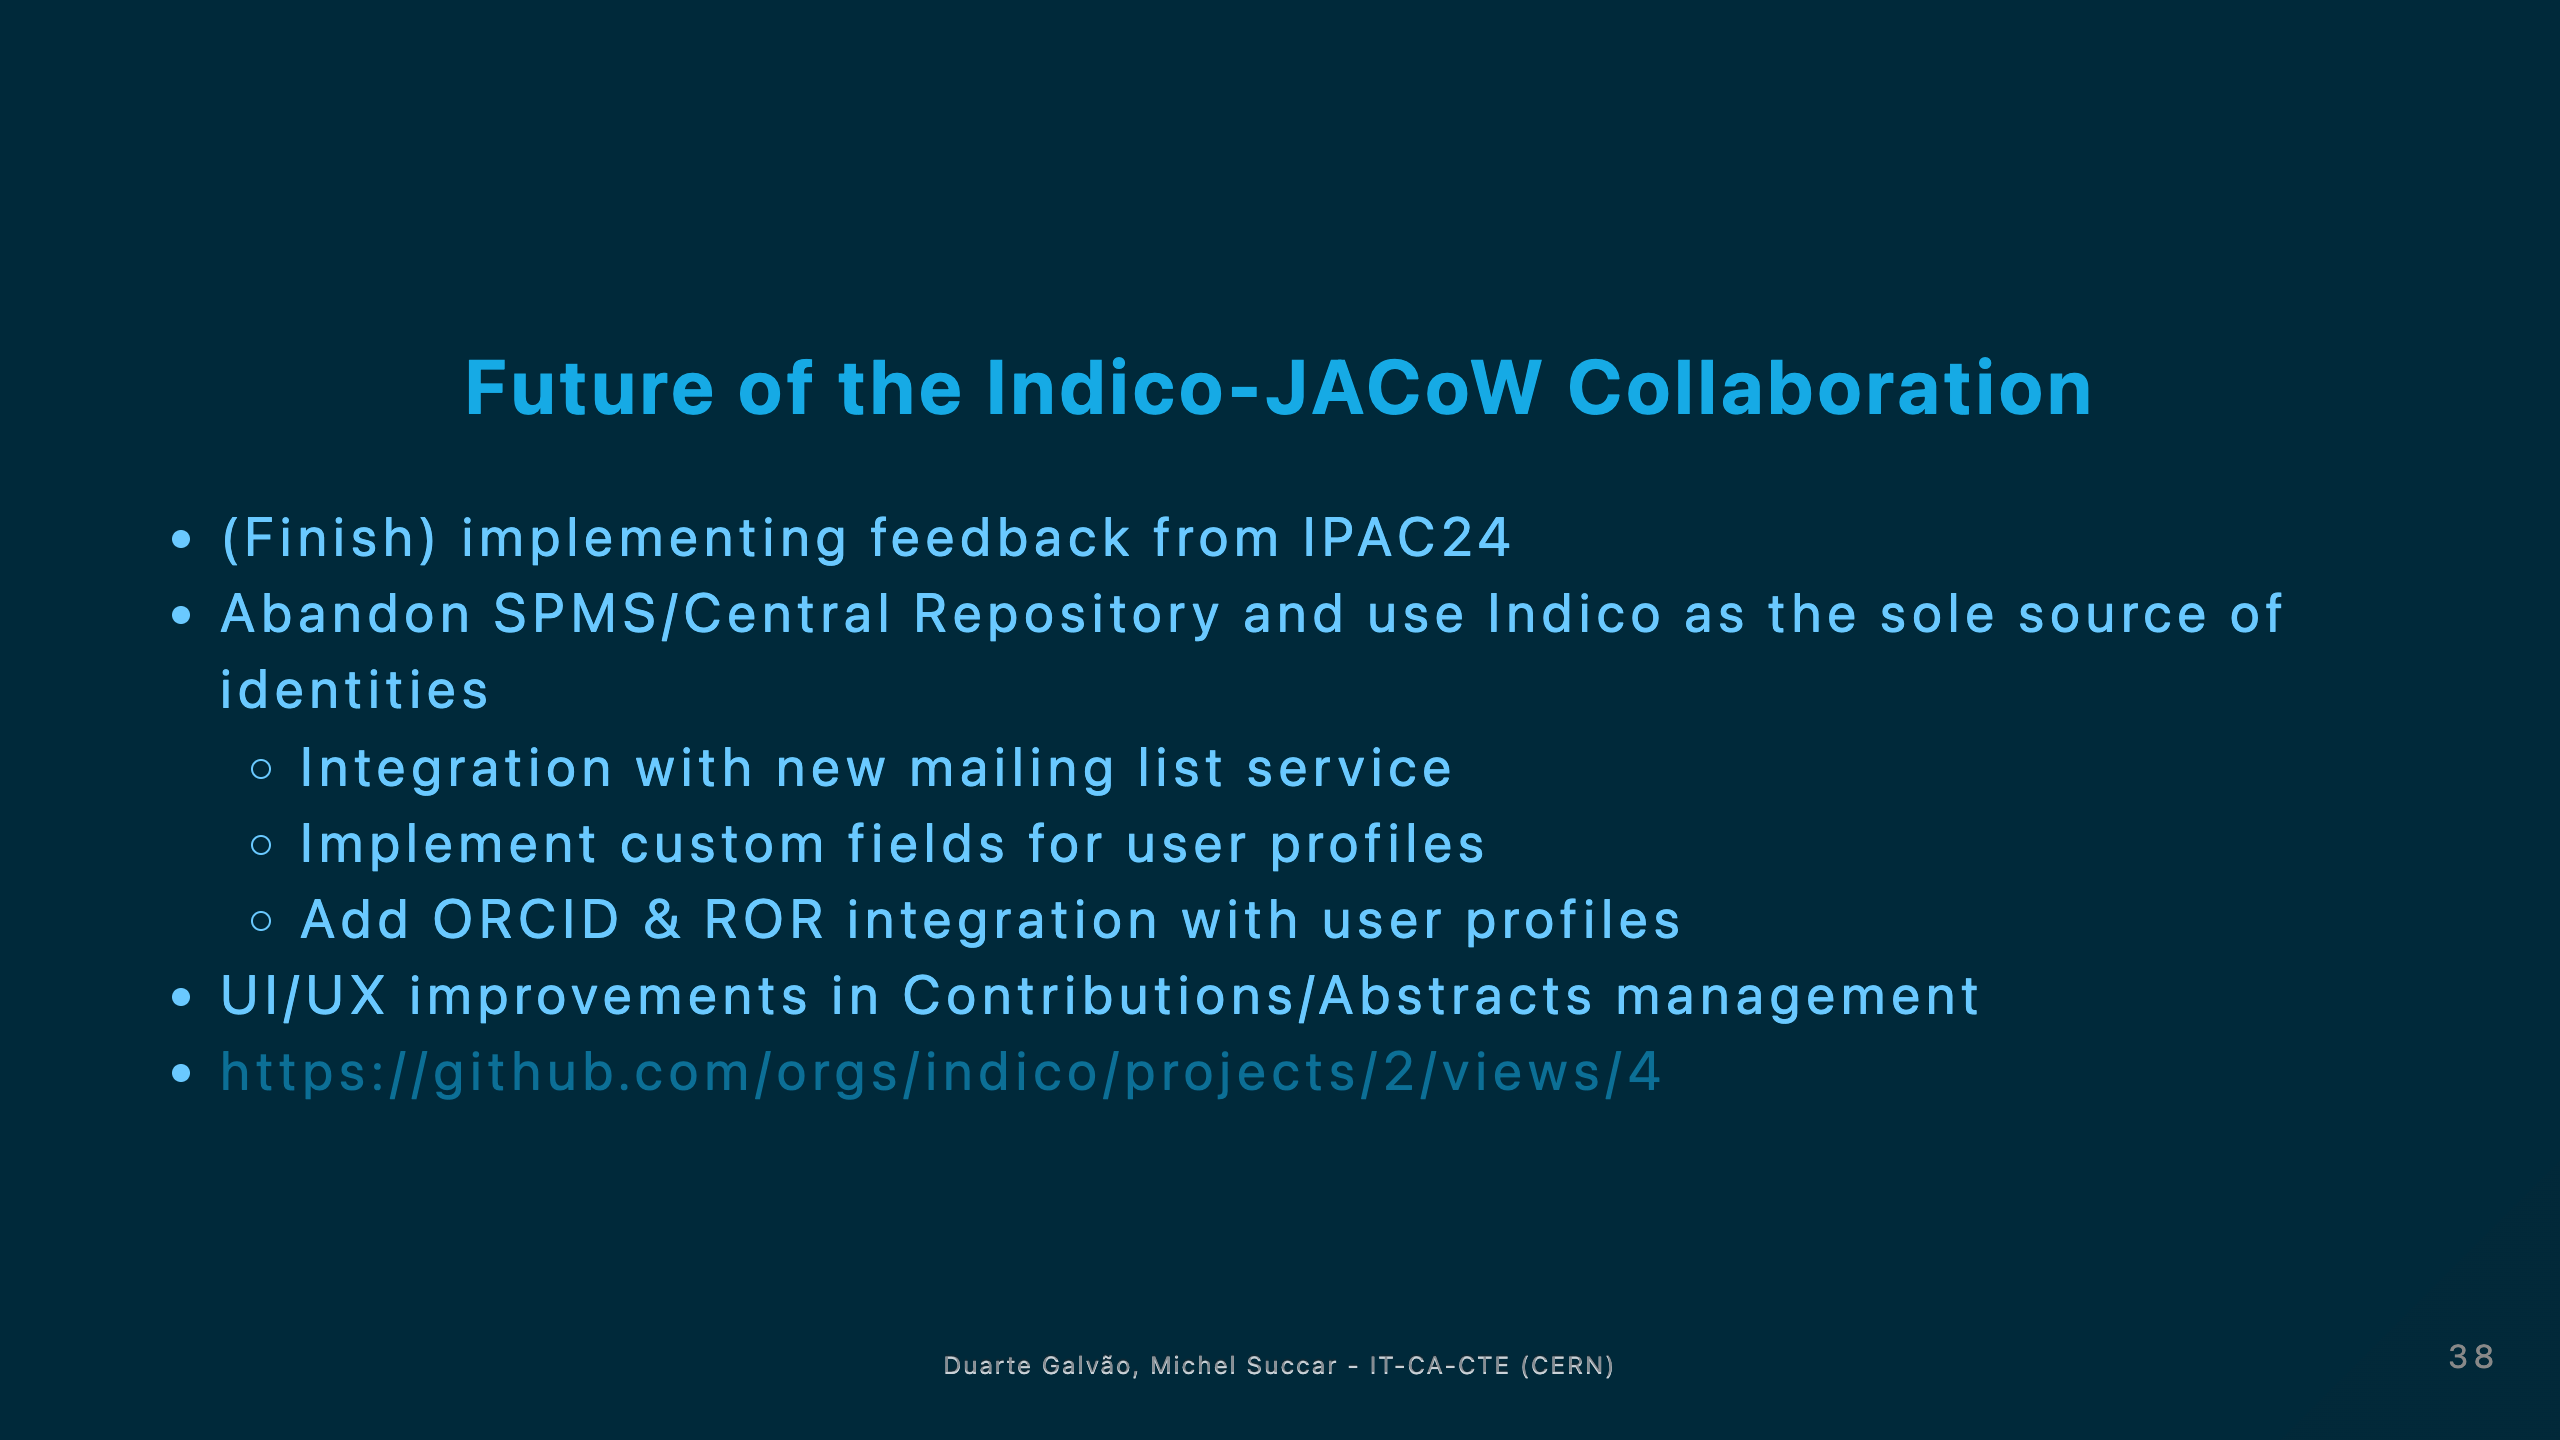 Future of the Indico-JACoW Collaboration
• (Finish) implementing feedback from IPAC24
• Abandon SPMS/Central Repository and use Indico as the sole source of
identities
◦ Integration with new mailing list service
◦ Implement custom fields for user profiles
◦ Add ORCID & ROR integration with user profiles
• UI/UX improvements in Contributions/Abstracts management
• https://github.com/orgs/indico/projects/2/views/4
Duarte Galvão, Michel Succar - IT-CA-CTE (CERN)
38